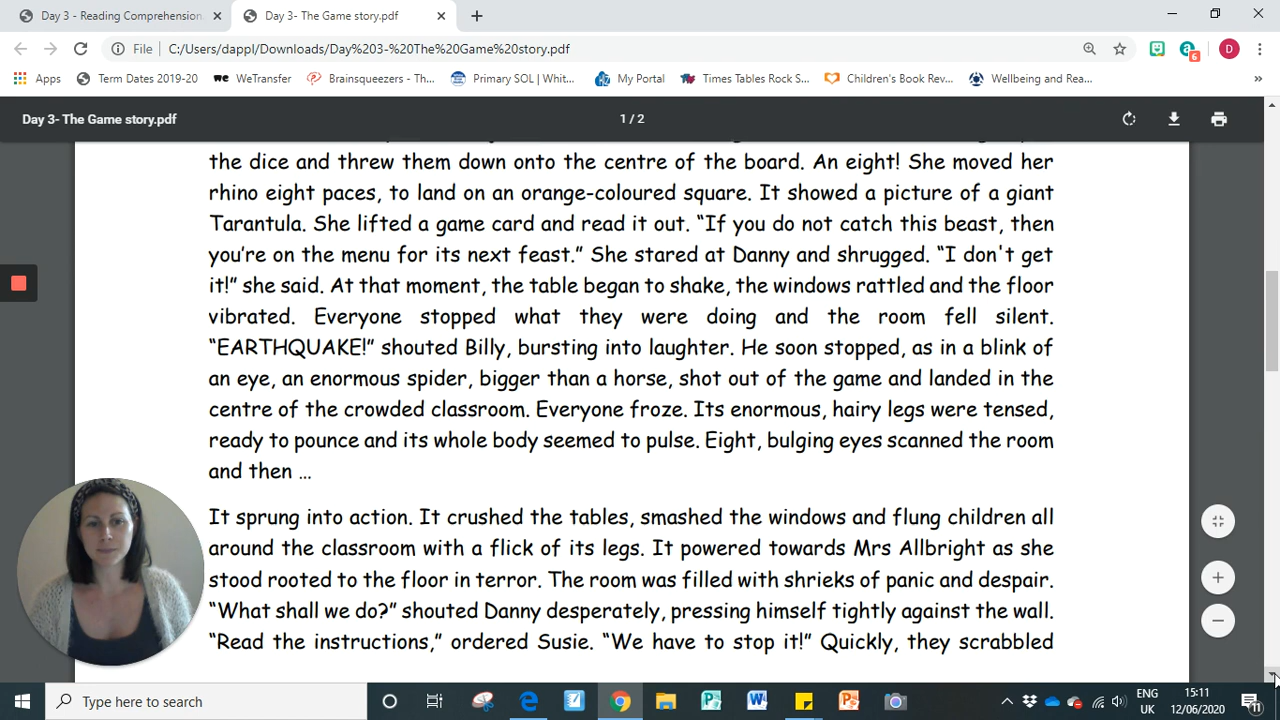 Day 3 - Reading Comprehension
Day 3- The Game story.pdf
File
C:/Users/dappl/Downloads/Day%203-%20The%20Game%20story.pdf
D
6
Apps
Term Dates 2019-20
we WeTransfer
Brainsqueezers - Th...
Primary SOL | Whit...
My Portal
Times Tables Rock S...
Children's Book Rev...
Wellbeing and Rea...
»
Day 3- The Game story.pdf
1 / 2
the dice and threw them down onto the centre of the board. An eight! She moved her
rhino eight paces, to land on an orange-coloured square. It showed a picture of a giant
Tarantula. She lifted a game card and read it out. “If you do not catch this beast, then
you’re on the menu for its next feast.” She stared at Danny and shrugged. “I don't get
it!” she said. At that moment, the table began to shake, the windows rattled and the floor
vibrated. Everyone stopped what they were doing and the room fell silent.
“EARTHQUAKE!” shouted Billy, bursting into laughter. He soon stopped, as in a blink of
an eye, an enormous spider, bigger than a horse, shot out of the game and landed in the
centre of the crowded classroom. Everyone froze. Its enormous, hairy legs were tensed,
ready to pounce and its whole body seemed to pulse. Eight, bulging eyes scanned the room
and then …
It sprung into action. It crushed the tables, smashed the windows and flung children all
around the classroom with a flick of its legs. It powered towards Mrs Allbright as she
stood rooted to the floor in terror. The room was filled with shrieks of panic and despair.
“What shall we do?” shouted Danny desperately, pressing himself tightly against the wall.
“Read the instructions,” ordered Susie. “We have to stop it!” Quickly, they scrabbled
Type here to search
ENG
UK
15:11
12/06/2020
11